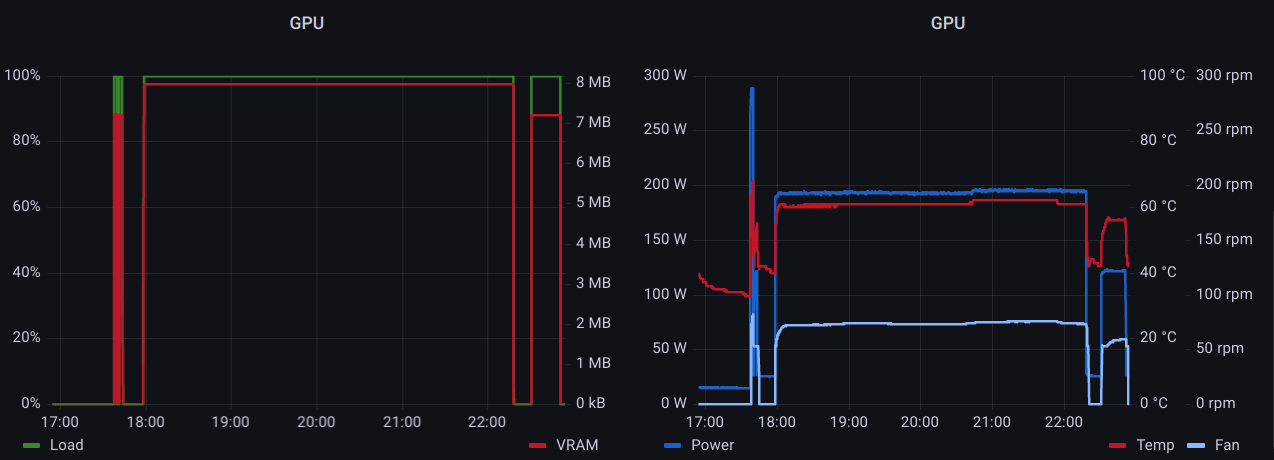 GPU
100%
80%
60%
40%
20%
0%
8 MB
7 MB
6 MB
5 MB
4 MB
3 MB
2 MB
1 MB
0 kB
17:00 18:00 19:00 20:00 21:00 22:00
Load VRAM
GPU
300 W
250 W
200 W
150 W
100 W
50 W
0 W
100 °C
80 °C
60 °C
40 °C
20 °C
0 °C
300 rpm
250 rpm
200 rpm
150 rpm
100 rpm
50 rpm
0 rpm
17:00 18:00 19:00 20:00 21:00 22:00
Power Temp Fan